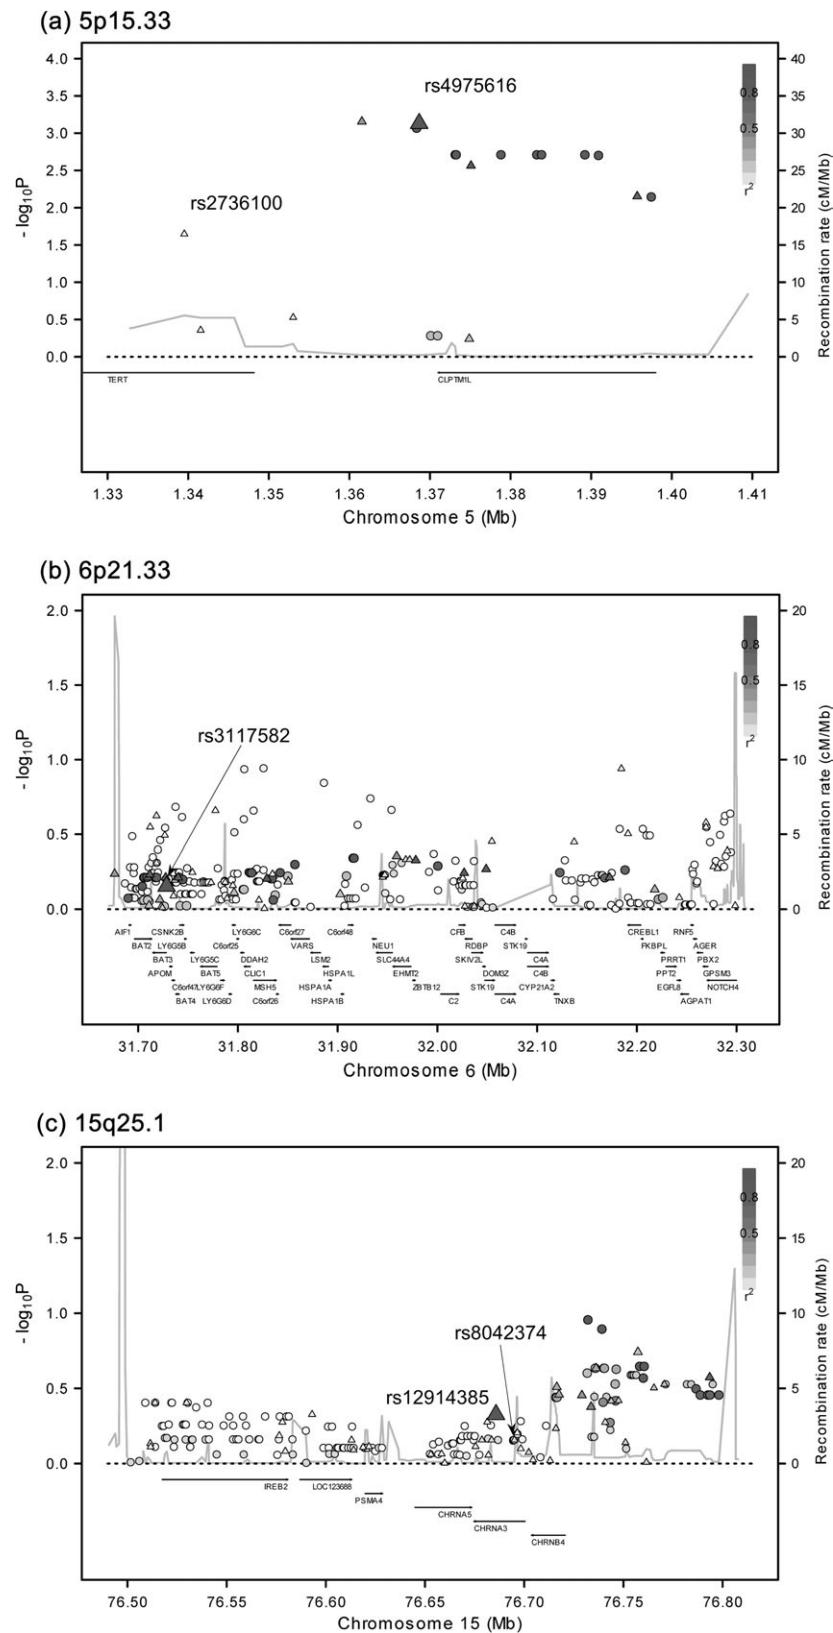 (a) 5p15.33
4.0
3.5
3.0
2.5
2.0
1.5
1.0
0.5
0.0
- log10P
rs4975616
rs2736100
0.8
0.5
r2
40
35
30
25
20
15
10
5
0
Recombination rate (cM/Mb)
TERT
CLPTM1L
1.33 1.34 1.35 1.36 1.37 1.38 1.39 1.40 1.41
Chromosome 5 (Mb)
(b) 6p21.33
2.0
1.5
1.0
0.5
0.0
- log10P
rs3117582
0.8
0.5
r2
20
15
10
5
0
Recombination rate (cM/Mb)
AIF1 CSNK2B LY6G6C C6orf27 C6orf48 CFB C4B CREBL1 RNF5
BAT2 LY6G5B C6orf25 VARS NEU1 RDBP STK19 FKBPL AGER
BAT3 LY6G5C DDAH2 LSM2 SLC44A4 SKIV2L C4A PRRT1 PBX2
APOM BAT5 CLIC1 HSPA1L EHMT2 DOM3Z C4B PPT2 GPSM3
C6orf47 LY6G6F MSH5 HSPA1A ZBTB12 STK19 CYP21A2 EGFL8 NOTCH4
BAT4 LY6G6D C6orf26 HSPA1B C2 C4A TNXB AGPAT1
31.70 31.80 31.90 32.00 32.10 32.20 32.30
Chromosome 6 (Mb)
(c) 15q25.1
2.0
1.5
1.0
0.5
0.0
- log10P
rs8042374
rs12914385
0.8
0.5
r2
20
15
10
5
0
Recombination rate (cM/Mb)
IREB2 LOC123688
PSMA4
CHRNA5
CHRNA3
CHRNB4
76.50 76.55 76.60 76.65 76.70 76.75 76.80
Chromosome 15 (Mb)